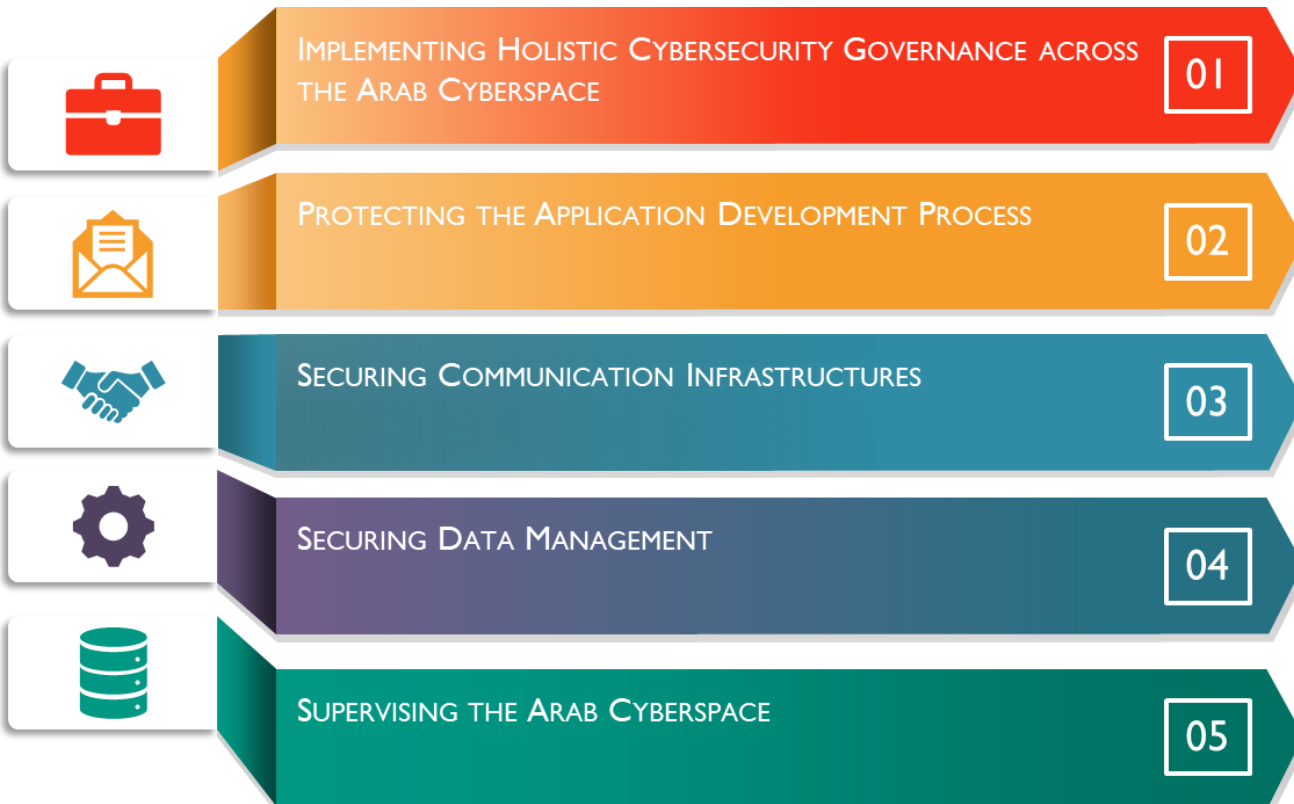 Implementing Holistic Cybersecurity Governance across
the Arab Cyberspace
01
Protecting the Application Development Process
02
Securing Communication Infrastructures
03
Securing Data Management
04
Supervising the Arab Cyberspace
05